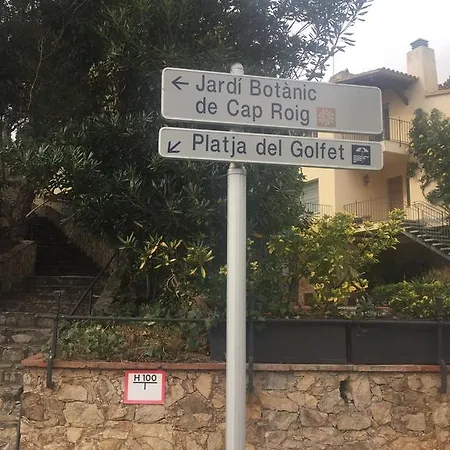 Jardí Botànic
de Cap Roig
Platja del Golfet
H 100